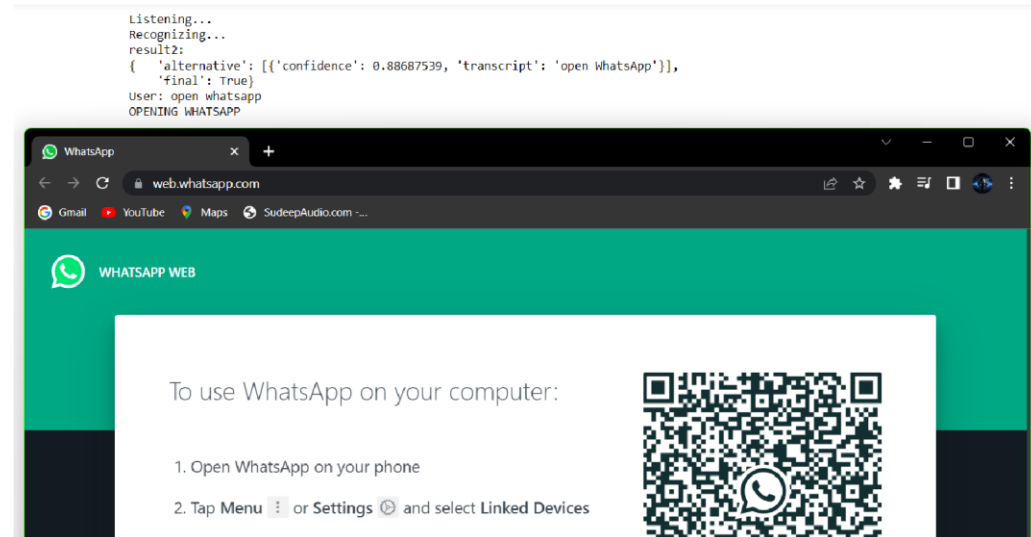 Listening...
Recognizing...
result2:
{   'alternative': [{'confidence': 0.88687539, 'transcript': 'open WhatsApp'}],
    'final': True}
User: open whatsapp
OPENING WHATSAPP
WhatsApp
web.whatsapp.com
Gmail YouTube Maps SudeepAudio.com -...
WHATSAPP WEB
To use WhatsApp on your computer:
1. Open WhatsApp on your phone
2. Tap Menu or Settings and select Linked Devices